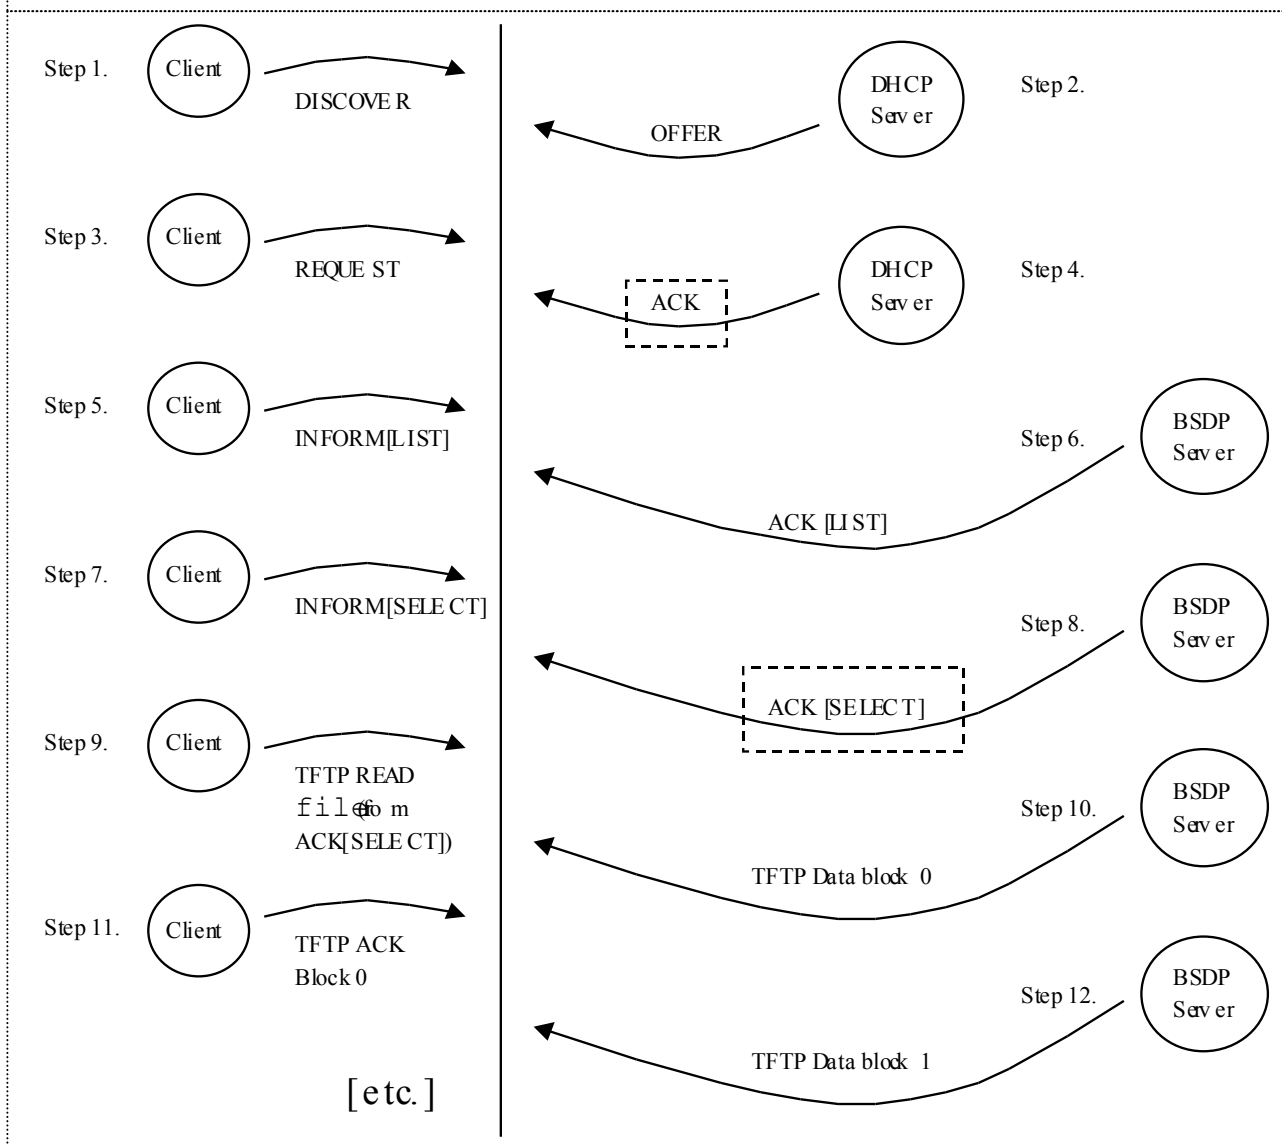 Step 1.
Client
DISCOVER
DHCP
Server
Step 2.
OFFER
Step 3.
Client
REQUEST
DHCP
Server
Step 4.
ACK
Step 5.
Client
INFORM[LIST]
BSDP
Server
Step 6.
ACK [LIST]
Step 7.
Client
INFORM[SELECT]
BSDP
Server
Step 8.
ACK [SELECT]
Step 9.
Client
TFTP READ
file (from
ACK[SELECT])
BSDP
Server
Step 10.
TFTP Data block 0
Step 11.
Client
TFTP ACK
Block 0
BSDP
Server
Step 12.
TFTP Data block 1
[etc.]